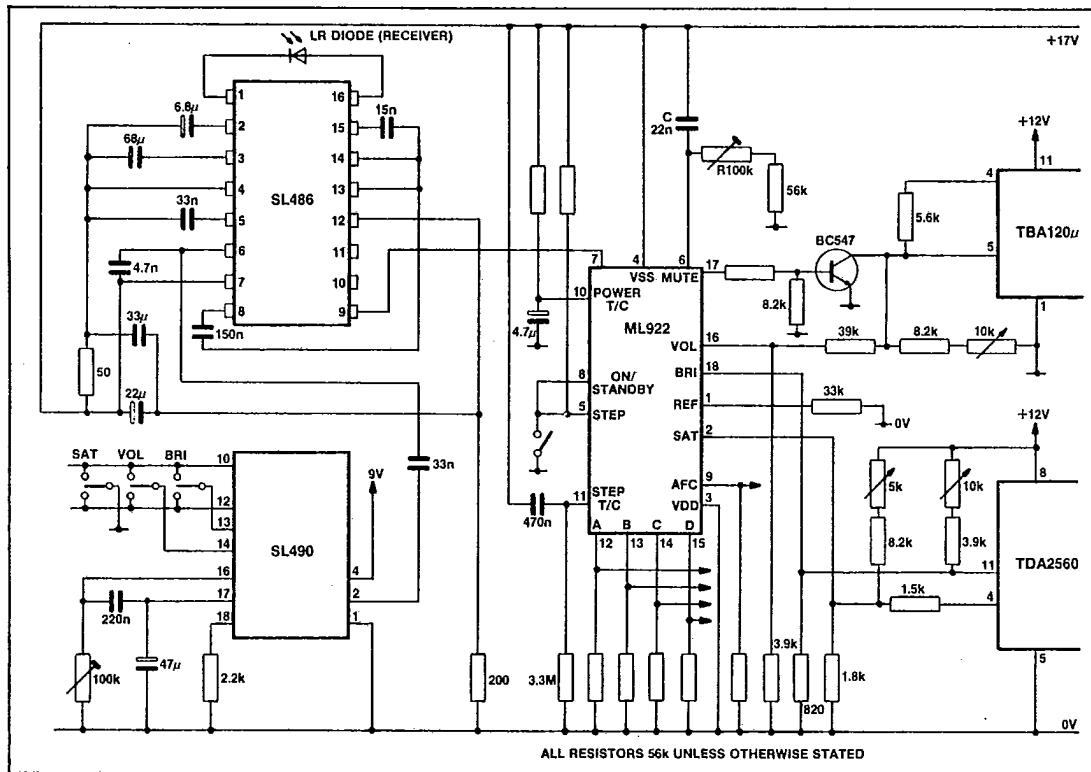 LR DIODE (RECEIVER)
+17V
1
16
6.8µ
2
15
15n
68µ
3
14
4
SL486
13
33n
5
12
6
11
4.7n
7
10
33µ
8
9
150n
50
22µ
C
22n
R100k
56k
+12V
11
4
5.6k
TBA120µ
5
BC547
1
7
4
6
VSS
MUTE
17
10
POWER
T/C
8.2k
4.7µ
ML922
VOL
16
39k
8.2k
10k
8
ON/
STANDBY
BRI
18
5
STEP
REF
1
33k
0V
SAT
2
+12V
8
AFC
9
5k
10k
STEP
T/C
11
VDD
3
470n
A
B
C
D
12
13
14
15
8.2k
3.9k
11
TDA2560
1.5k
4
5
33n
SAT
VOL
BRI
10
9V
12
13
SL490
14
16
4
17
2
220n
18
1
100k
47µ
2.2k
200
3.3M
3.9k
820
1.8k
0V
ALL RESISTORS 56k UNLESS OTHERWISE STATED